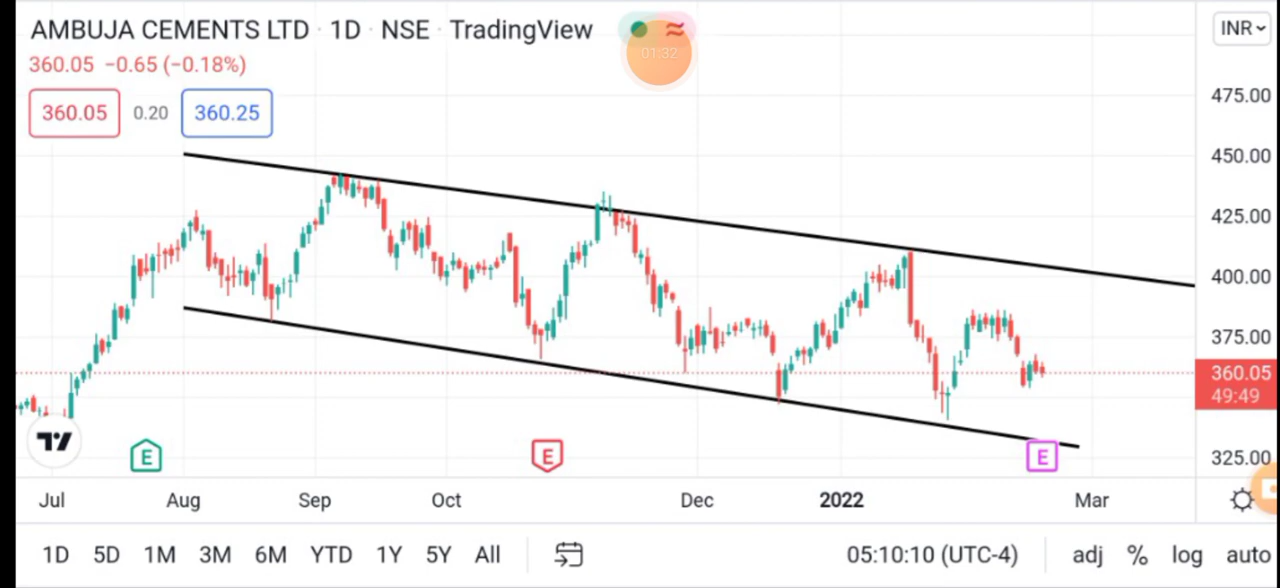 AMBUJA CEMENTS LTD · 1D · NSE TradingView
01:32
INR
360.05 −0.65 (−0.18%)
360.05 0.20 360.25
475.00
450.00
425.00
400.00
375.00
360.05
49:49
325.00
E E E
Jul Aug Sep Oct Dec 2022 Mar
1D 5D 1M 3M 6M YTD 1Y 5Y All 05:10:10 (UTC-4) adj % log auto